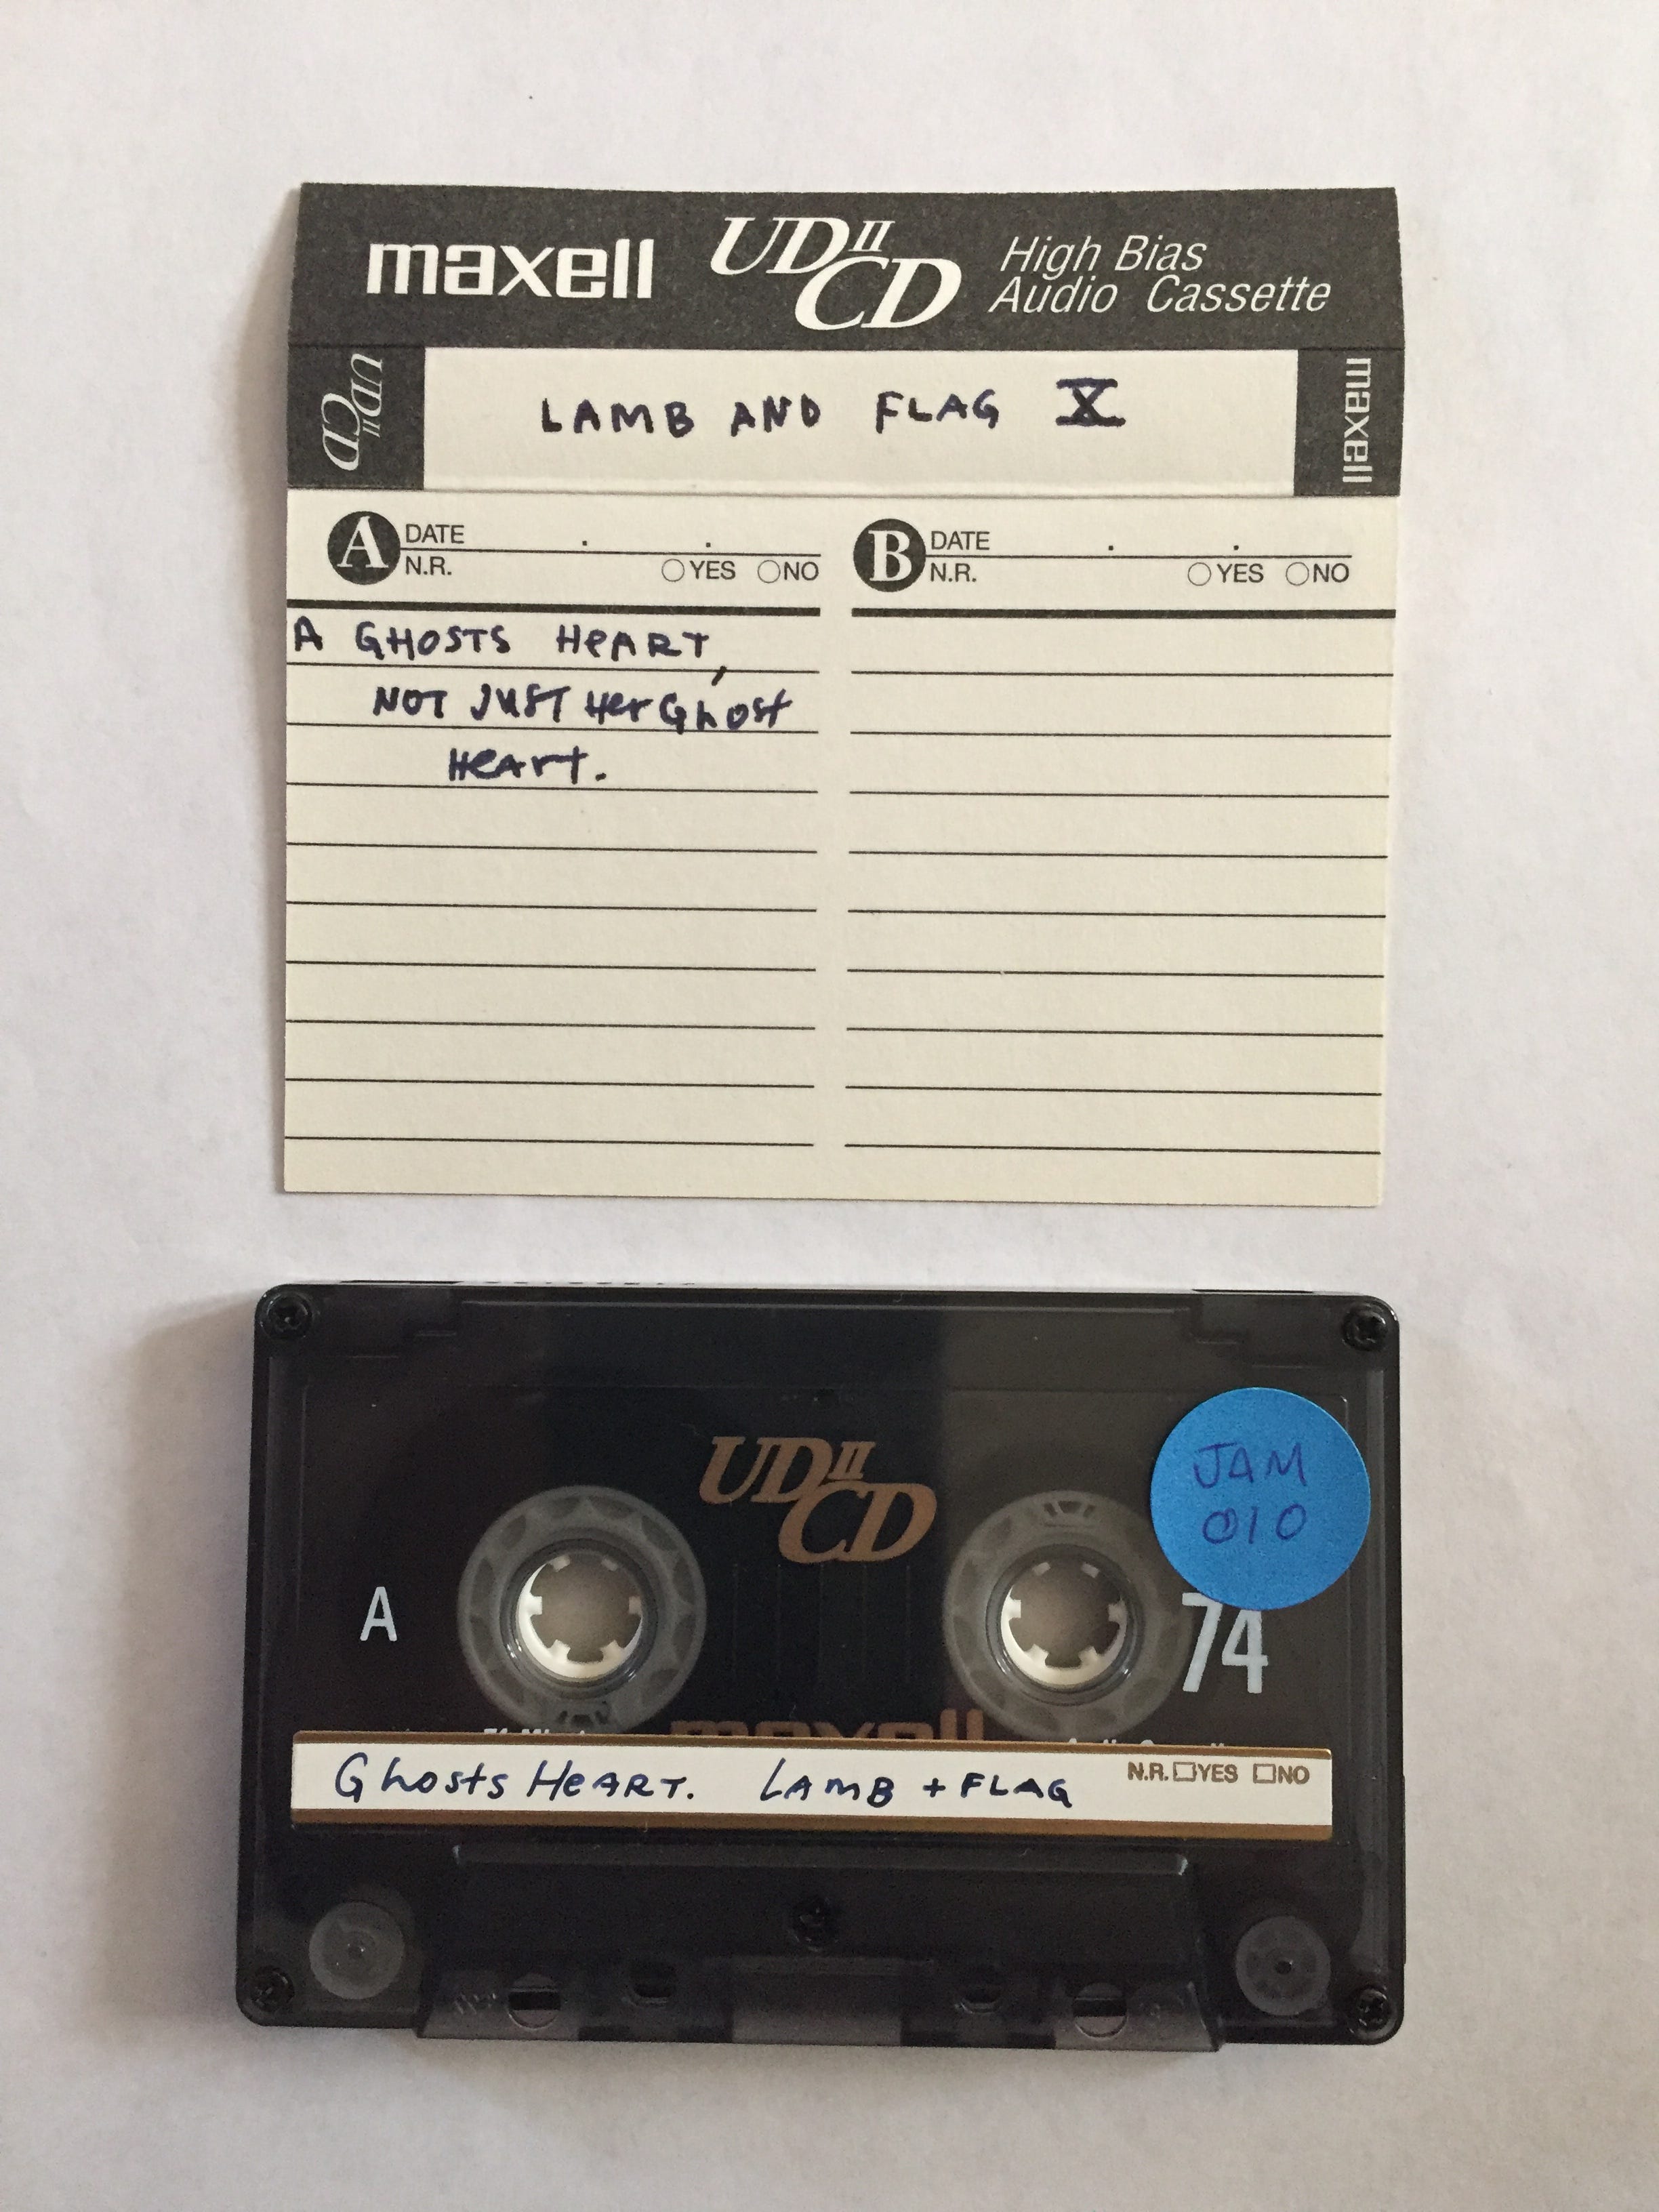 maxell UDII CD High Bias
Audio Cassette
UDII CD
LAMB AND FLAG X
maxell
A DATE . .
N.R. YES NO
B DATE . .
N.R. YES NO
A GHOSTS HeART,
NOT JUST Her Ghost
HeArt.
UDII CD
JAM
010
A
74
maxell
Ghosts HeART. LAMB + FLAG
N.R. YES NO